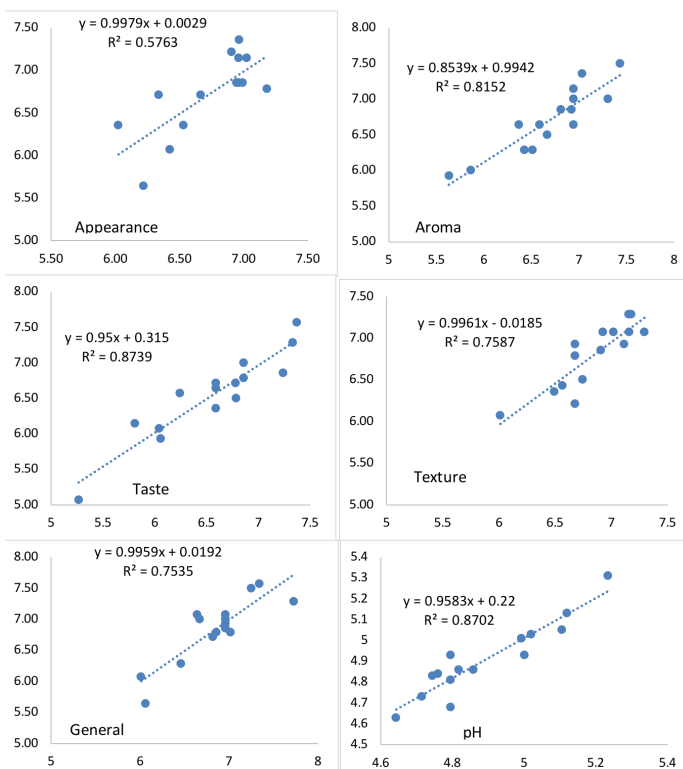 y = 0.9979x + 0.0029
R² = 0.5763
7.50
7.00
6.50
6.00
5.50
5.00
Appearance
5.50 6.00 6.50 7.00 7.50
y = 0.8539x + 0.9942
R² = 0.8152
8.00
7.50
7.00
6.50
6.00
5.50
5.00
Aroma
5 5.5 6 6.5 7 7.5 8
y = 0.95x + 0.315
R² = 0.8739
8.00
7.50
7.00
6.50
6.00
5.50
5.00
Taste
5 5.5 6 6.5 7 7.5
y = 0.9961x - 0.0185
R² = 0.7587
7.50
7.00
6.50
6.00
5.50
5.00
Texture
5 5.5 6 6.5 7 7.5
y = 0.9959x + 0.0192
R² = 0.7535
8.00
7.50
7.00
6.50
6.00
5.50
5.00
General
5 6 7 8
y = 0.9583x + 0.22
R² = 0.8702
5.4
5.3
5.2
5.1
5
4.9
4.8
4.7
4.6
4.5
pH
4.6 4.8 5 5.2 5.4